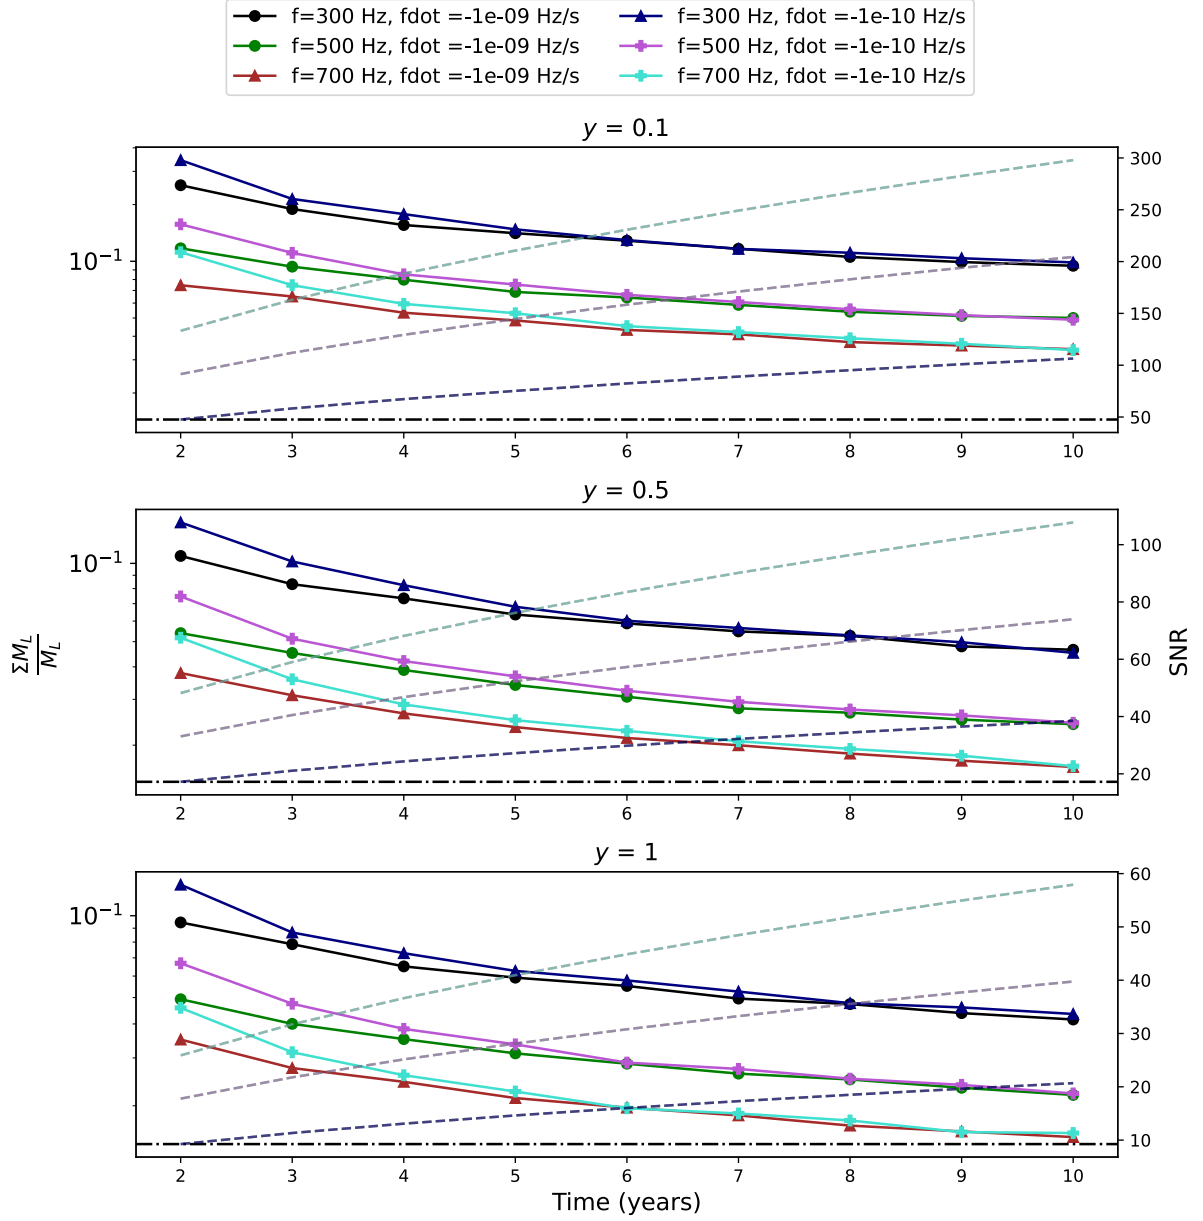 f=300 Hz, fdot =-1e-09 Hz/s f=300 Hz, fdot =-1e-10 Hz/s
f=500 Hz, fdot =-1e-09 Hz/s f=500 Hz, fdot =-1e-10 Hz/s
f=700 Hz, fdot =-1e-09 Hz/s f=700 Hz, fdot =-1e-10 Hz/s
y = 0.1
10⁻¹
300
250
200
150
100
50
2 3 4 5 6 7 8 9 10
y = 0.5
10⁻¹
100
80
60
40
20
2 3 4 5 6 7 8 9 10
ΣM_L
M_L
SNR
y = 1
10⁻¹
60
50
40
30
20
10
2 3 4 5 6 7 8 9 10
Time (years)